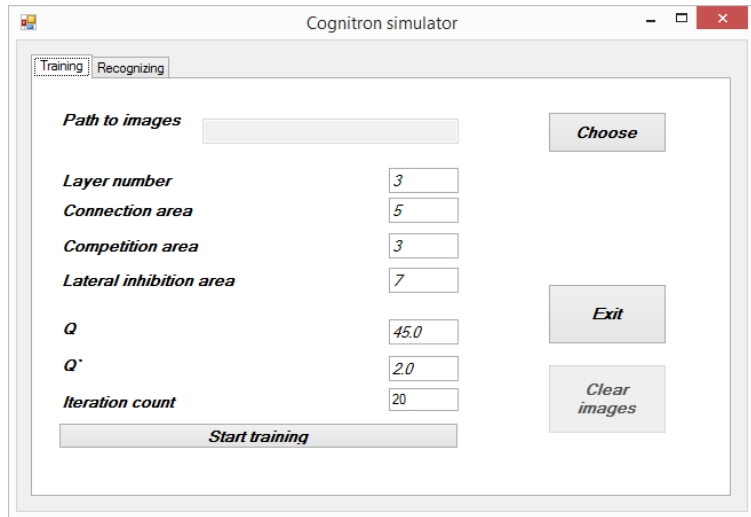 Cognitron simulator
Training Recognizing
Path to images
Choose
Layer number 3
Connection area 5
Competition area 3
Lateral inhibition area 7
Exit
Q 45.0
Q` 2.0
Clear
images
Iteration count 20
Start training